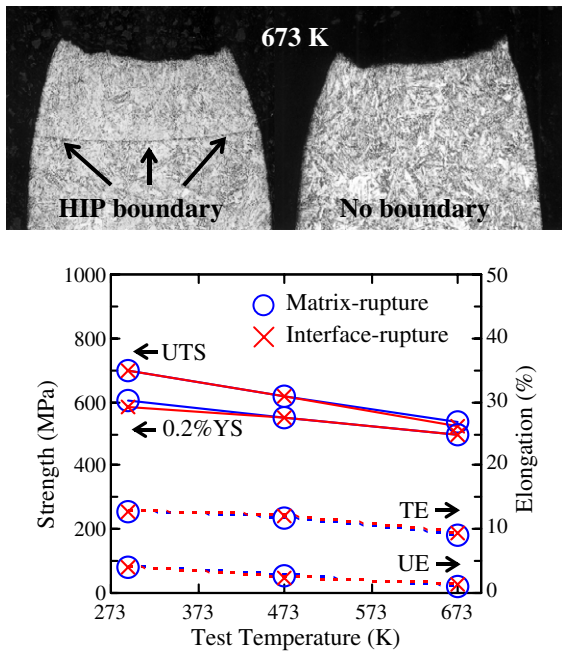 673 K
HIP boundary
No boundary
1000
800
600
400
200
0
Strength (MPa)
50
40
30
20
10
0
Elongation (%)
Matrix-rupture
Interface-rupture
UTS
0.2%YS
TE
UE
273
373
473
573
673
Test Temperature (K)